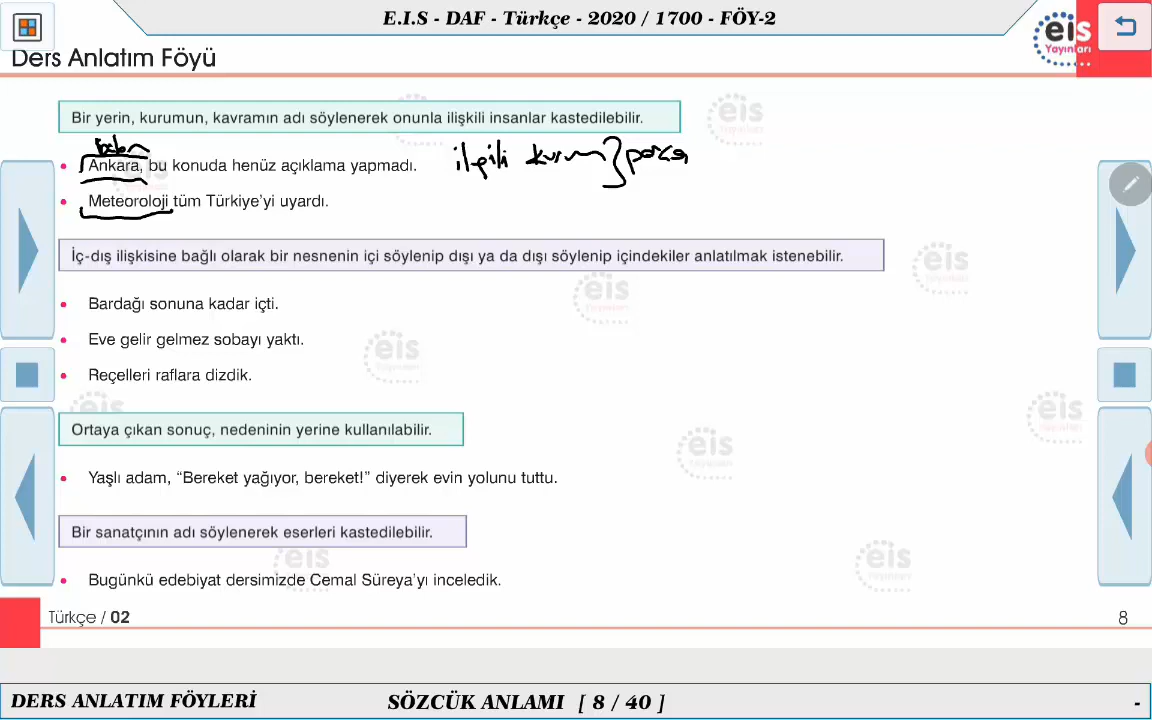 E.I.S - DAF - Türkçe - 2020 / 1700 - FÖY-2
eis
Yayınları
Ders Anlatım Föyü
Bir yerin, kurumun, kavramın adı söylenerek onunla ilişkili insanlar kastedilebilir.
• Ankara, bu konuda henüz açıklama yapmadı.
ilgili kurum } parça
• Meteoroloji tüm Türkiye'yi uyardı.
İç-dış ilişkisine bağlı olarak bir nesnenin içi söylenip dışı ya da dışı söylenip içindekiler anlatılmak istenebilir.
• Bardağı sonuna kadar içti.
• Eve gelir gelmez sobayı yaktı.
• Reçelleri raflara dizdik.
Ortaya çıkan sonuç, nedeninin yerine kullanılabilir.
• Yaşlı adam, “Bereket yağıyor, bereket!” diyerek evin yolunu tuttu.
Bir sanatçının adı söylenerek eserleri kastedilebilir.
• Bugünkü edebiyat dersimizde Cemal Süreya'yı inceledik.
Türkçe / 02
8
DERS ANLATIM FÖYLERİ
SÖZCÜK ANLAMI [ 8 / 40 ]
-